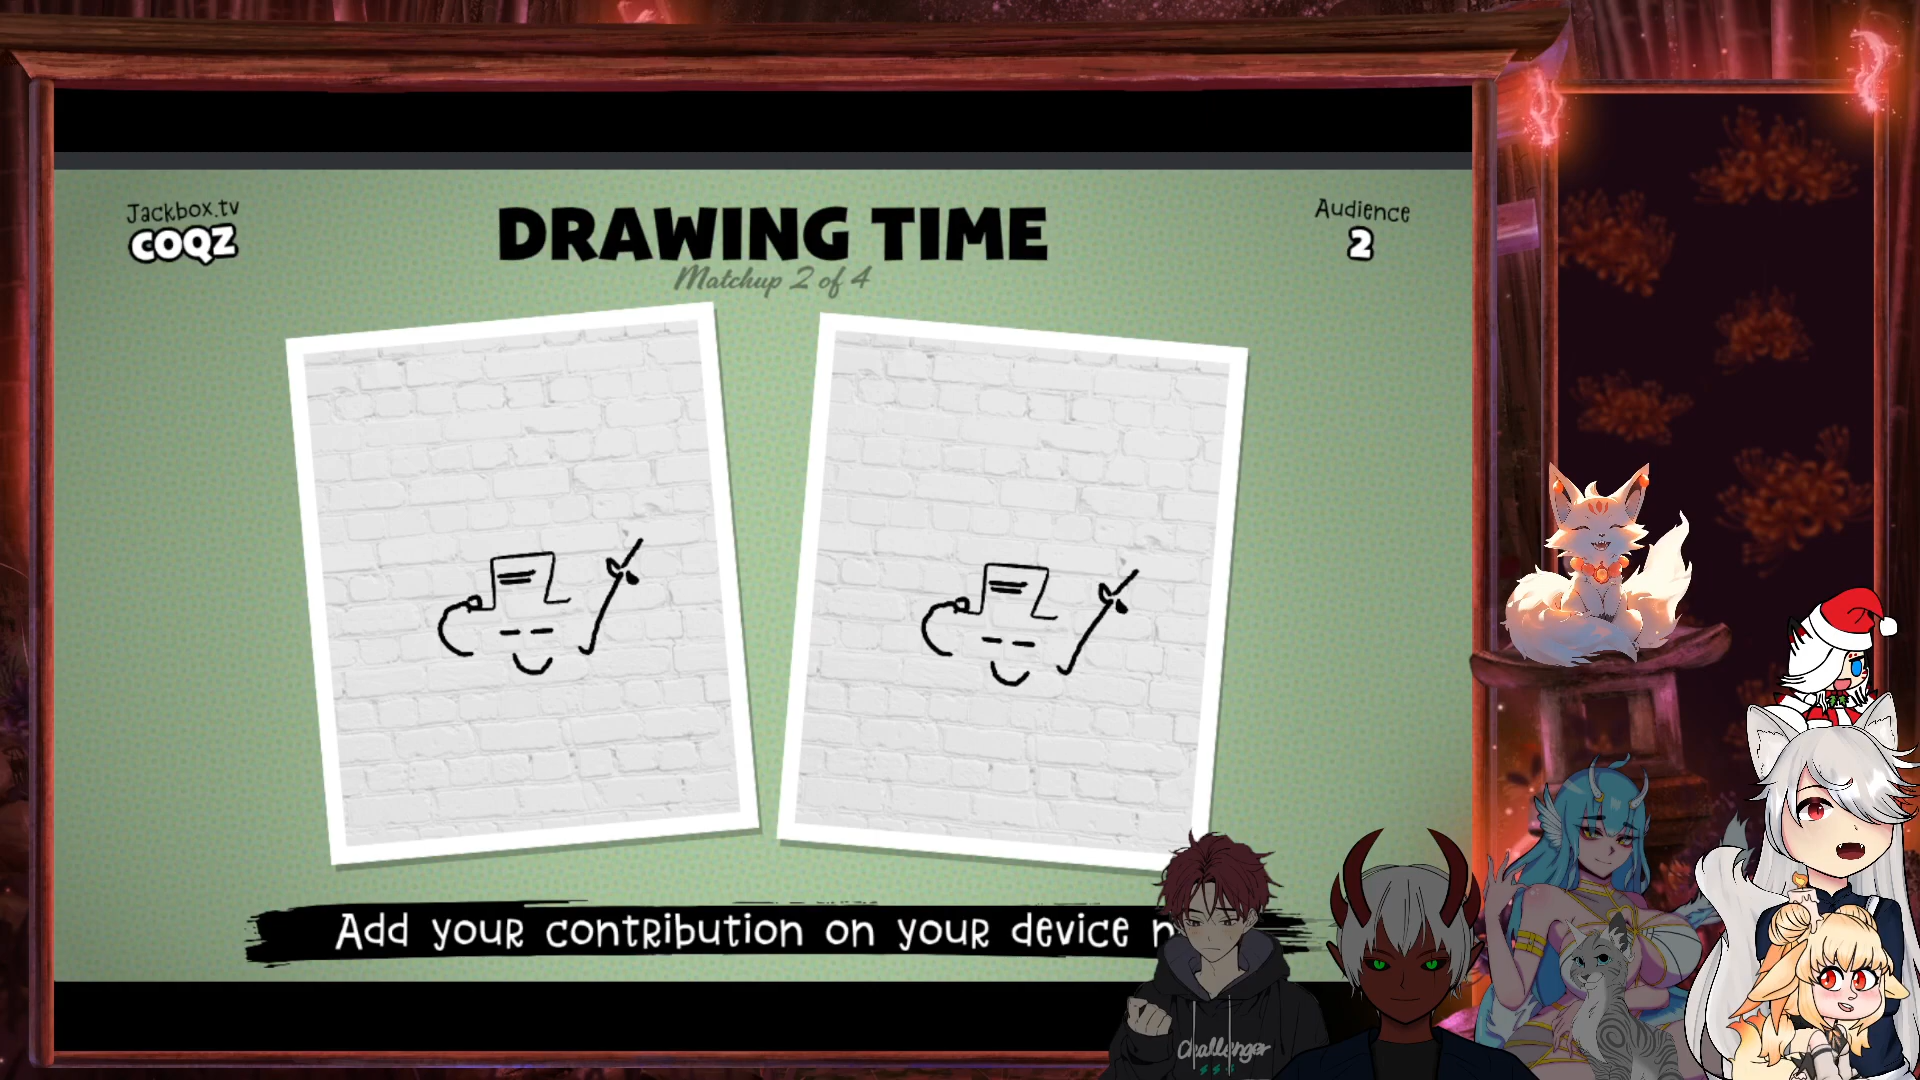 Jackbox.tv
COQZ
DRAWING TIME
Matchup 2 of 4
Audience
2
Add your contribution on your device
Challenger